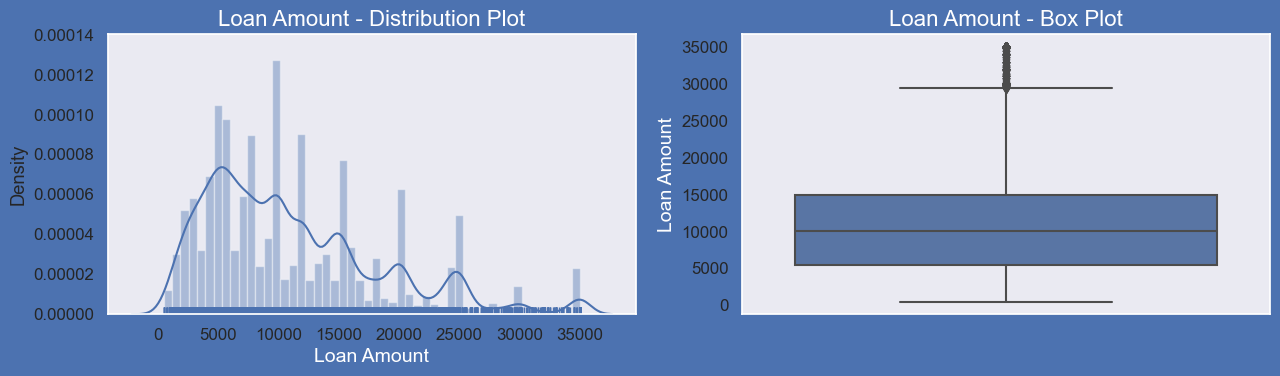 Loan Amount - Distribution Plot
0.00014
0.00012
0.00010
0.00008
0.00006
0.00004
0.00002
0.00000
Density
0 5000 10000 15000 20000 25000 30000 35000
Loan Amount
Loan Amount - Box Plot
35000
30000
25000
20000
15000
10000
5000
0
Loan Amount